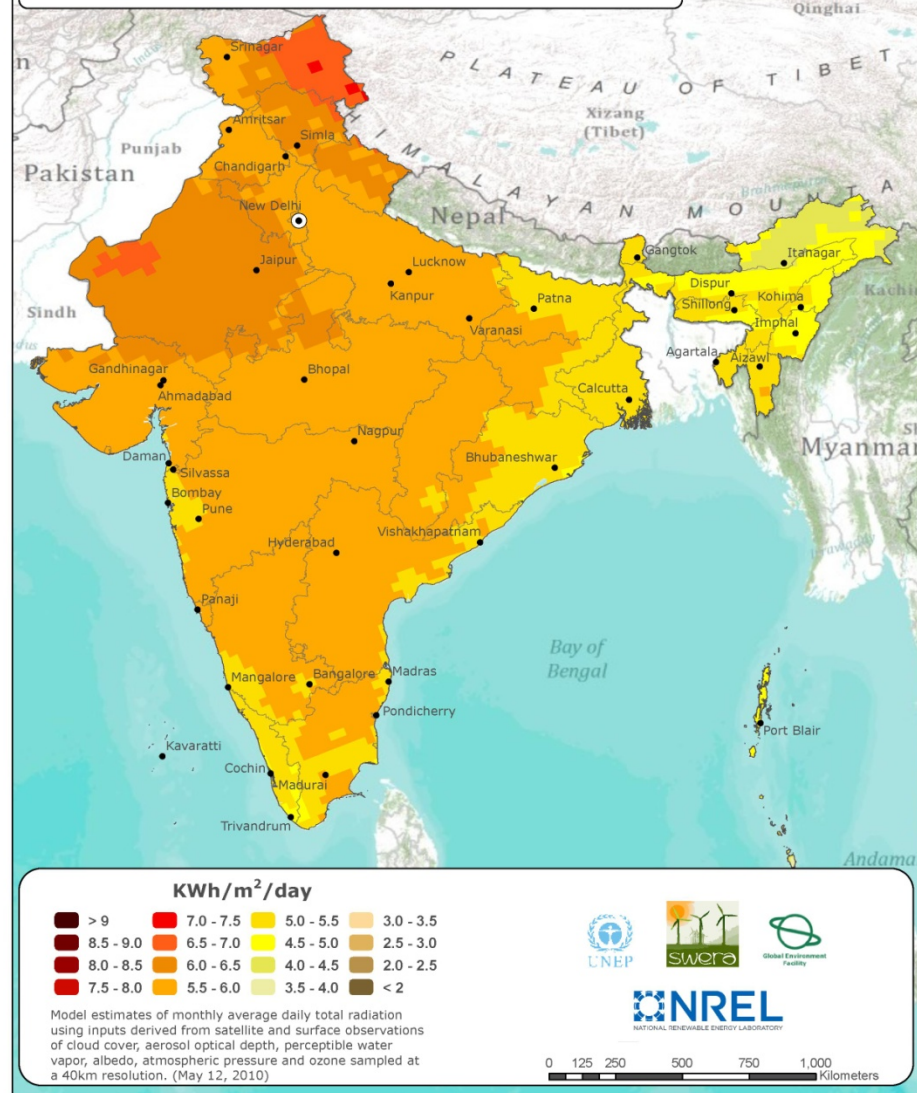 Qinghai
Srinagar
PLATEAU OF TIBET
Amritsar
Xizang
(Tibet)
Punjab
Simla
Pakistan
Chandigarh
HIMALAYAN MOUNTA
New Delhi
Nepal
Brahmaputra
Gangtok
Itanagar
Jaipur
Lucknow
Dispur
Kachin
Kanpur
Patna
Shillong
Kohima
Sindh
Varanasi
Imphal
Agartala
Aizawl
Gandhinagar
Bhopal
Ahmadabad
Calcutta
Nagpur
Myanmar
Daman
Bhubaneshwar
Silvassa
Bombay
Pune
Vishakhapatnam
Hyderabad
Panaji
Bay of
Bengal
Mangalore
Bangalore
Madras
Pondicherry
Port Blair
Kavaratti
Cochin
Madurai
Trivandrum
Andama
KWh/m²/day
> 9
7.0 - 7.5
5.0 - 5.5
3.0 - 3.5
8.5 - 9.0
6.5 - 7.0
4.5 - 5.0
2.5 - 3.0
8.0 - 8.5
6.0 - 6.5
4.0 - 4.5
2.0 - 2.5
7.5 - 8.0
5.5 - 6.0
3.5 - 4.0
< 2
UNEP
swera
Global Environment
Facility
NREL
NATIONAL RENEWABLE ENERGY LABORATORY
Model estimates of monthly average daily total radiation
using inputs derived from satellite and surface observations
of cloud cover, aerosol optical depth, perceptible water
vapor, albedo, atmospheric pressure and ozone sampled at
a 40km resolution. (May 12, 2010)
0 125 250 500 750 1,000
Kilometers